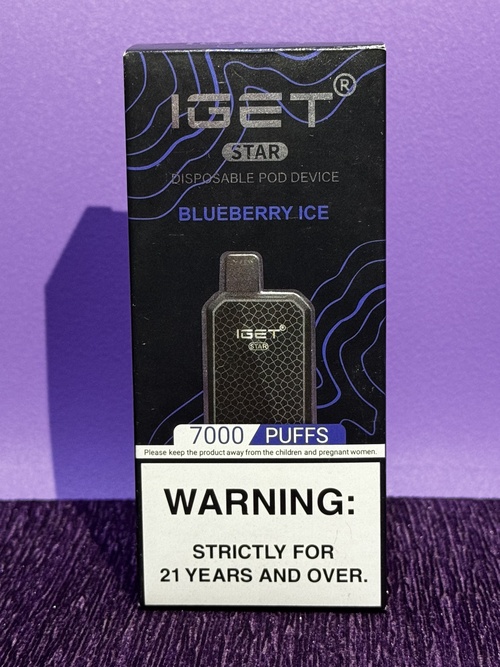 IGET®
STAR
DISPOSABLE POD DEVICE
BLUEBERRY ICE
IGET®
STAR
7000 PUFFS
Please keep the product away from the children and pregnant women.
WARNING:
STRICTLY FOR
21 YEARS AND OVER.